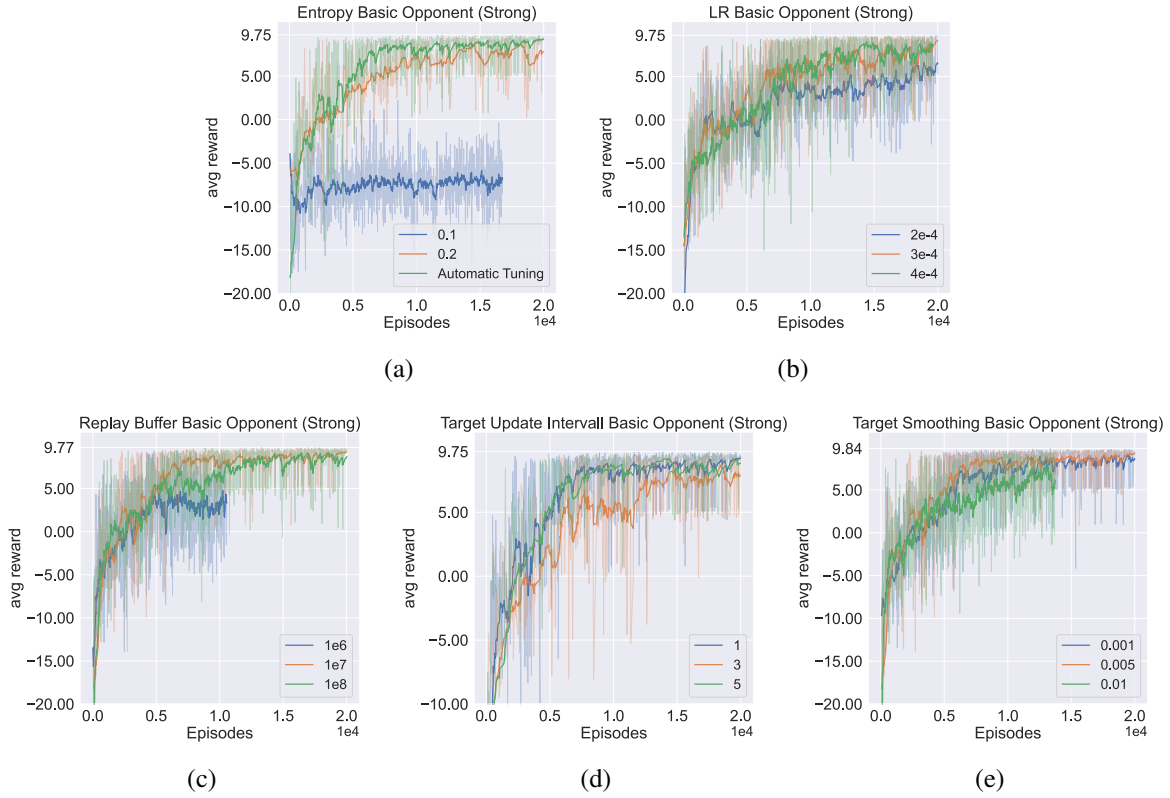 Entropy Basic Opponent (Strong)
9.75
5.00
0.00
−5.00
−10.00
−15.00
−20.00
avg reward
0.1
0.2
Automatic Tuning
0.0 0.5 1.0 1.5 2.0
Episodes
1e4
(a)
LR Basic Opponent (Strong)
9.75
5.00
0.00
−5.00
−10.00
−15.00
−20.00
avg reward
2e-4
3e-4
4e-4
0.0 0.5 1.0 1.5 2.0
Episodes
1e4
(b)
Replay Buffer Basic Opponent (Strong)
9.77
5.00
0.00
−5.00
−10.00
−15.00
−20.00
avg reward
1e6
1e7
1e8
0.0 0.5 1.0 1.5 2.0
Episodes
1e4
(c)
Target Update Intervall Basic Opponent (Strong)
9.75
5.00
0.00
−5.00
−10.00
avg reward
1
3
5
0.0 0.5 1.0 1.5 2.0
Episodes
1e4
(d)
Target Smoothing Basic Opponent (Strong)
9.84
5.00
0.00
−5.00
−10.00
−15.00
−20.00
avg reward
0.001
0.005
0.01
0.0 0.5 1.0 1.5 2.0
Episodes
1e4
(e)